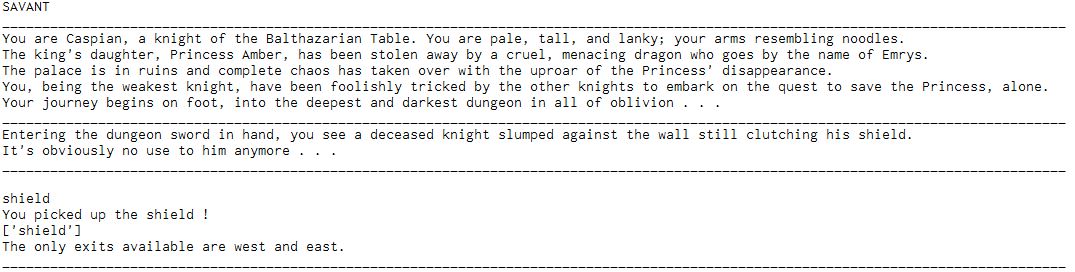 SAVANT
You are Caspian, a knight of the Balthazarian Table. You are pale, tall, and lanky; your arms resembling noodles.
The king's daughter, Princess Amber, has been stolen away by a cruel, menacing dragon who goes by the name of Emrys.
The palace is in ruins and complete chaos has taken over with the uproar of the Princess' disappearance.
You, being the weakest knight, have been foolishly tricked by the other knights to embark on the quest to save the Princess, alone.
Your journey begins on foot, into the deepest and darkest dungeon in all of oblivion . . .
Entering the dungeon sword in hand, you see a deceased knight slumped against the wall still clutching his shield.
It's obviously no use to him anymore . . .
shield
You picked up the shield !
['shield']
The only exits available are west and east.